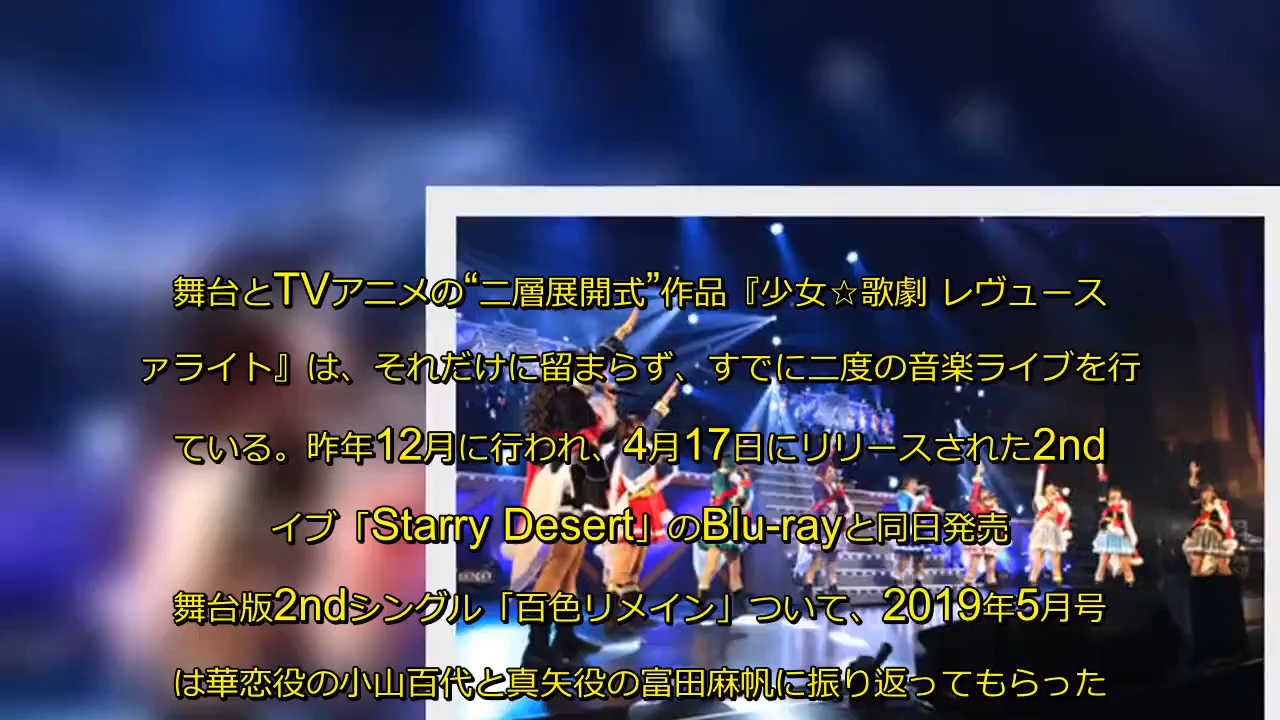 舞台とTVアニメの“二層展開式”作品『少女☆歌劇 レヴュース
ァライト』は、それだけに留まらず、すでに二度の音楽ライブを行
ている。昨年12月に行われ、4月17日にリリースされた2nd
イブ「Starry Desert」のBlu-rayと同日発売
舞台版2ndシングル「百色リメイン」ついて、2019年5月号
は華恋役の小山百代と真矢役の富田麻帆に振り返ってもらった